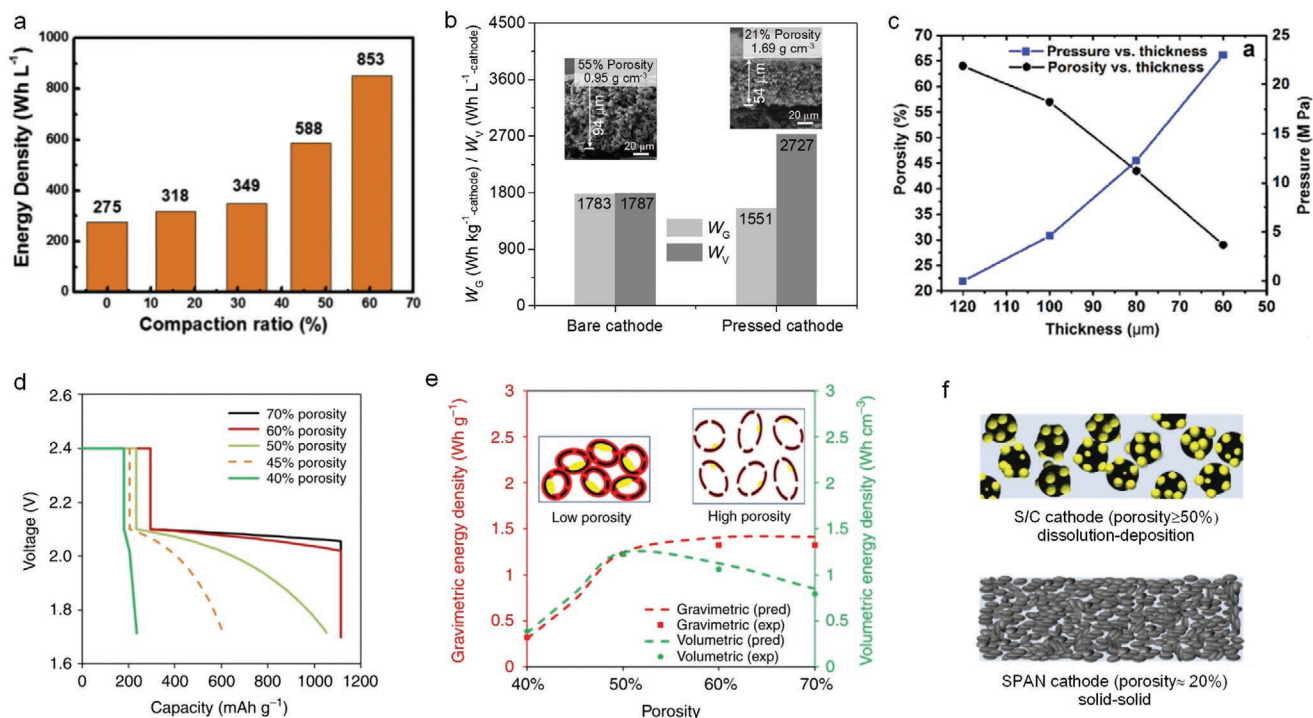 a
Energy Density (Wh L⁻¹)
1000
800
600
400
200
0
275
318
349
588
853
0
10
20
30
40
50
60
70
Compaction ratio (%)
b
W_G (Wh kg⁻¹-cathode) / W_V (Wh L⁻¹-cathode)
4500
3600
2700
1800
900
0
55% Porosity
0.95 g cm⁻³
94 μm
20 μm
21% Porosity
1.69 g cm⁻³
54 μm
20 μm
1783
1787
1551
2727
W_G
W_V
Bare cathode
Pressed cathode
c
a
Pressure vs. thickness
Porosity vs. thickness
Porosity (%)
70
65
60
55
50
45
40
35
30
25
20
Pressure (M Pa)
25
20
15
10
5
0
120
110
100
90
80
70
60
50
Thickness (μm)
d
Voltage (V)
2.6
2.4
2.2
2.0
1.8
1.6
70% porosity
60% porosity
50% porosity
45% porosity
40% porosity
0
200
400
600
800
1000
1200
Capacity (mAh g⁻¹)
e
Gravimetric energy density (Wh g⁻¹)
3
2.5
2
1.5
1
0.5
0
Low porosity
High porosity
Gravimetric (pred)
Gravimetric (exp)
Volumetric (pred)
Volumetric (exp)
3
2.5
2
1.5
1
0.5
0
Volumetric energy density (Wh cm⁻³)
40%
50%
60%
70%
Porosity
f
S/C cathode (porosity≥50%)
dissolution-deposition
SPAN cathode (porosity≈ 20%)
solid-solid